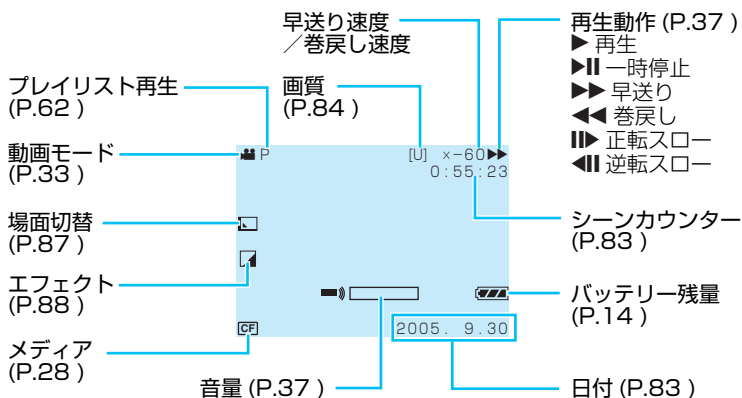 早送り速度
／巻戻し速度
再生動作 (P.37 )
▶ 再生
▶II 一時停止
▶▶ 早送り
◀◀ 巻戻し
II▶ 正転スロー
◀II 逆転スロー
プレイリスト再生
(P.62 )
画質
(P.84 )
動画モード
(P.33 )
P
[U] ×-60▶▶
0:55:23
場面切替
(P.87 )
シーンカウンター
(P.83 )
エフェクト
(P.88 )
バッテリー残量
(P.14 )
メディア
(P.28 )
CF
2005. 9.30
音量 (P.37 )
日付 (P.83 )